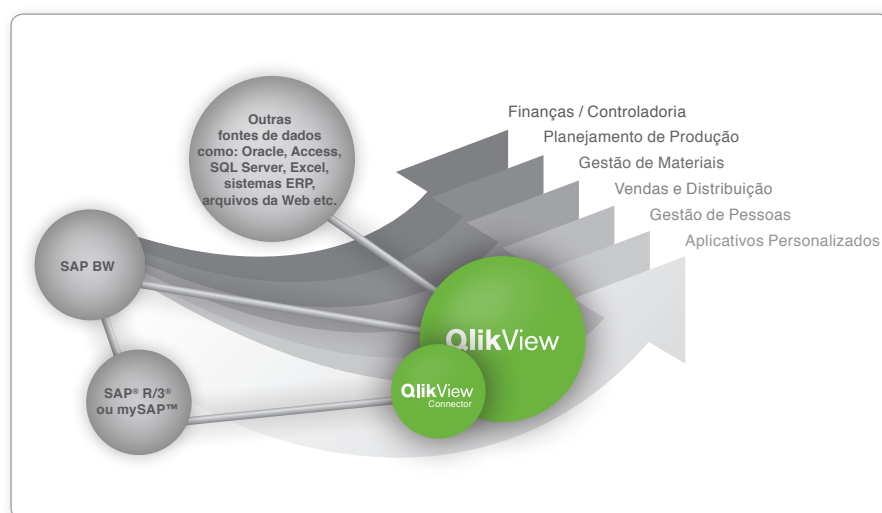 Outras
fontes de dados
como: Oracle, Access,
SQL Server, Excel,
sistemas ERP,
arquivos da Web etc.
Finanças / Controladoria
Planejamento de Produção
Gestão de Materiais
Vendas e Distribuição
Gestão de Pessoas
Aplicativos Personalizados
SAP BW
QlikView
SAP® R/3®
ou mySAP™
QlikView
Connector